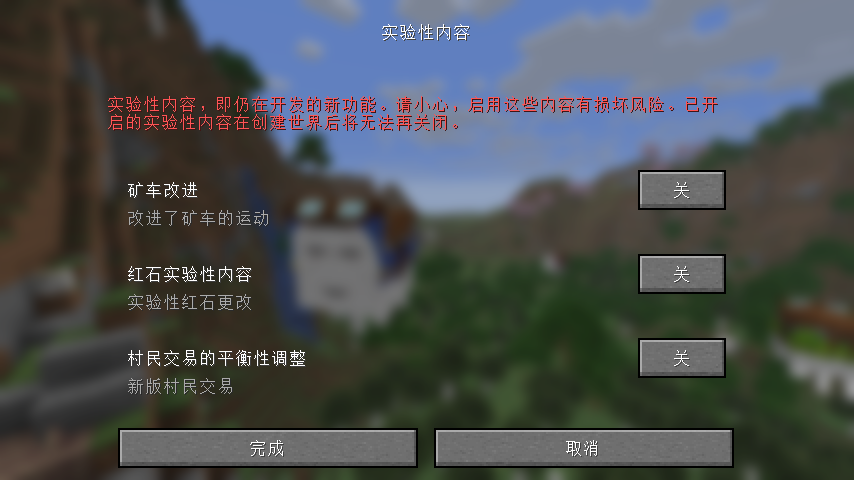 实验性内容
实验性内容，即仍在开发的新功能。请小心，启用这些内容有损坏风险。已开
启的实验性内容在创建世界后将无法再关闭。
矿车改进
关
改进了矿车的运动
红石实验性内容
关
实验性红石更改
村民交易的平衡性调整
关
新版村民交易
完成
取消